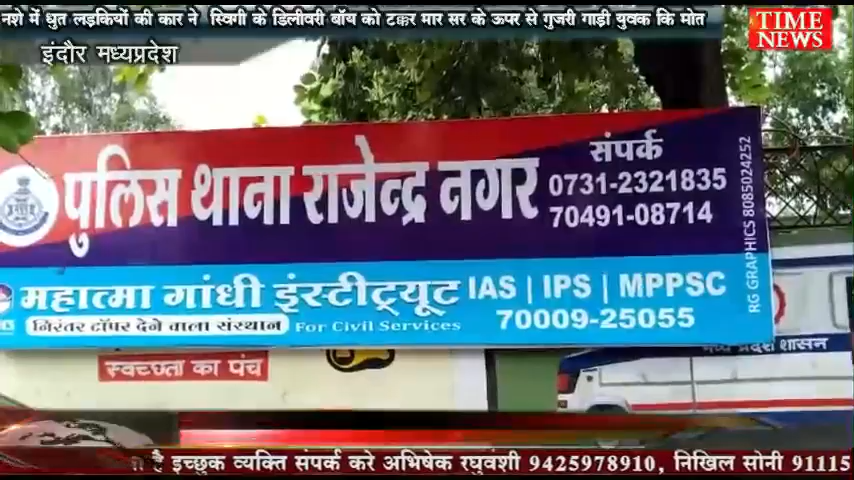 नशे में धुत लड़कियों की कार ने स्विगी के डिलीवरी बॉय को टक्कर मार सर के ऊपर से गुजरी गाड़ी युवक कि मोत
TIME
NEWS
इंदौर मध्यप्रदेश
पुलिस थाना राजेन्द्र नगर
संपर्क
0731-2321835
70491-08714
RG GRAPHICS 8085024252
महात्मा गांधी इंस्टीट्रयूट
निरंतर टॉपर देने वाला संस्थान
For Civil Services
IAS | IPS | MPPSC
70009-25055
स्वच्छता का पंच
मध्य प्रदेश शासन
है इच्छुक व्यक्ति संपर्क करे अभिषेक रघुवंशी 9425978910, निखिल सोनी 91115